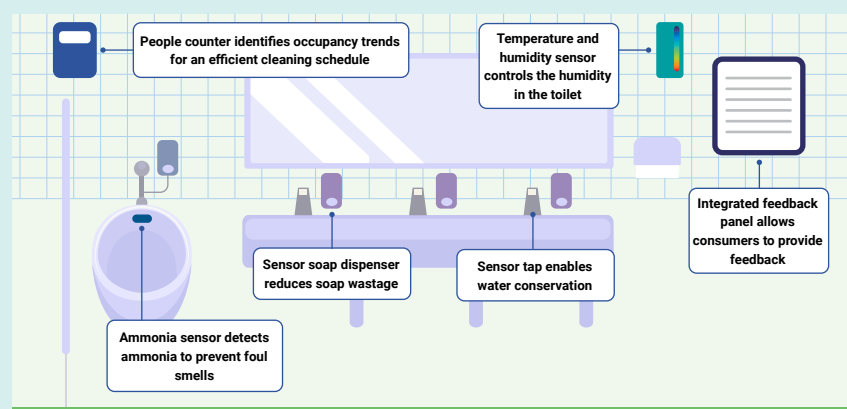 People counter identifies occupancy trends
for an efficient cleaning schedule
Temperature and
humidity sensor
controls the humidity
in the toilet
Integrated feedback
panel allows
consumers to provide
feedback
Sensor soap dispenser
reduces soap wastage
Sensor tap enables
water conservation
Ammonia sensor detects
ammonia to prevent foul
smells